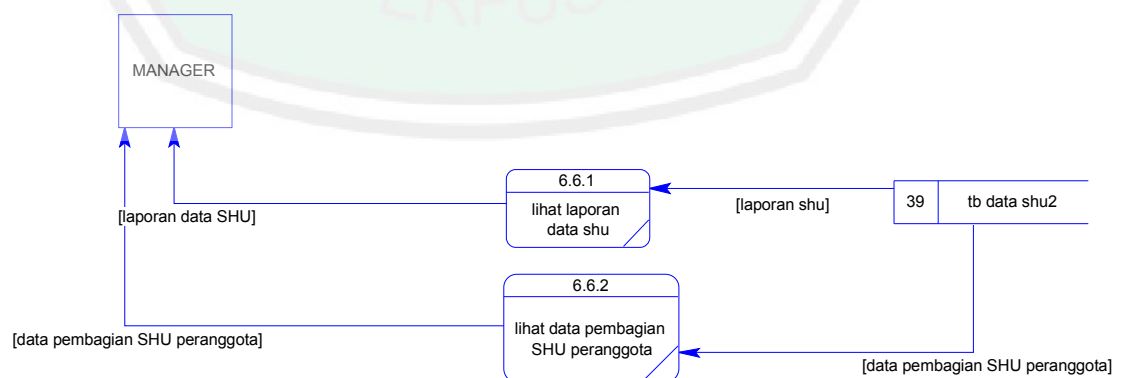 ERPUS
MANAGER
6.6.1
lihat laporan
data shu
[laporan shu]
39 tb data shu2
[laporan data SHU]
6.6.2
lihat data pembagian
SHU peranggota
[data pembagian SHU peranggota]
[data pembagian SHU peranggota]